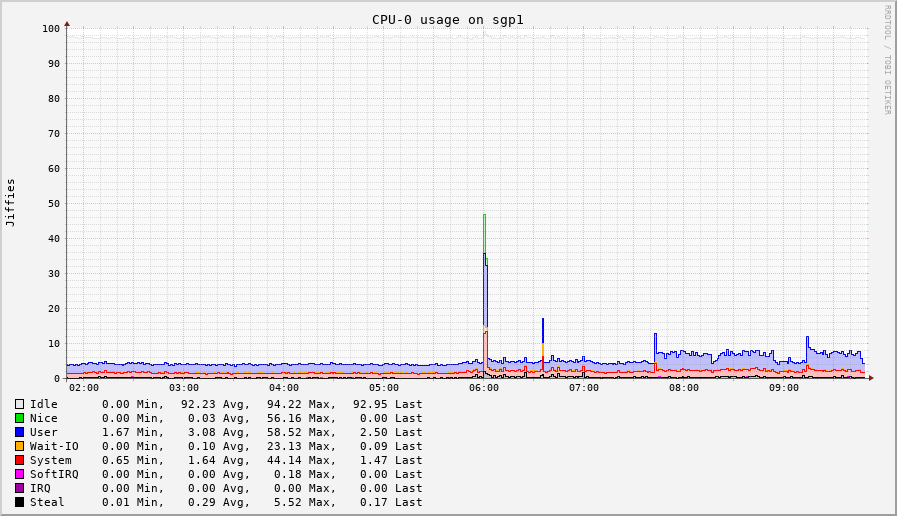 CPU-0 usage on sgp1
RRDTOOL / TOBI OETIKER
Jiffies
100
90
80
70
60
50
40
30
20
10
0
02:00 03:00 04:00 05:00 06:00 07:00 08:00 09:00
Idle 0.00 Min, 92.23 Avg, 94.22 Max, 92.95 Last
Nice 0.00 Min, 0.03 Avg, 56.16 Max, 0.00 Last
User 1.67 Min, 3.08 Avg, 58.52 Max, 2.50 Last
Wait-IO 0.00 Min, 0.10 Avg, 23.13 Max, 0.09 Last
System 0.65 Min, 1.64 Avg, 44.14 Max, 1.47 Last
SoftIRQ 0.00 Min, 0.00 Avg, 0.18 Max, 0.00 Last
IRQ 0.00 Min, 0.00 Avg, 0.00 Max, 0.00 Last
Steal 0.01 Min, 0.29 Avg, 5.52 Max, 0.17 Last